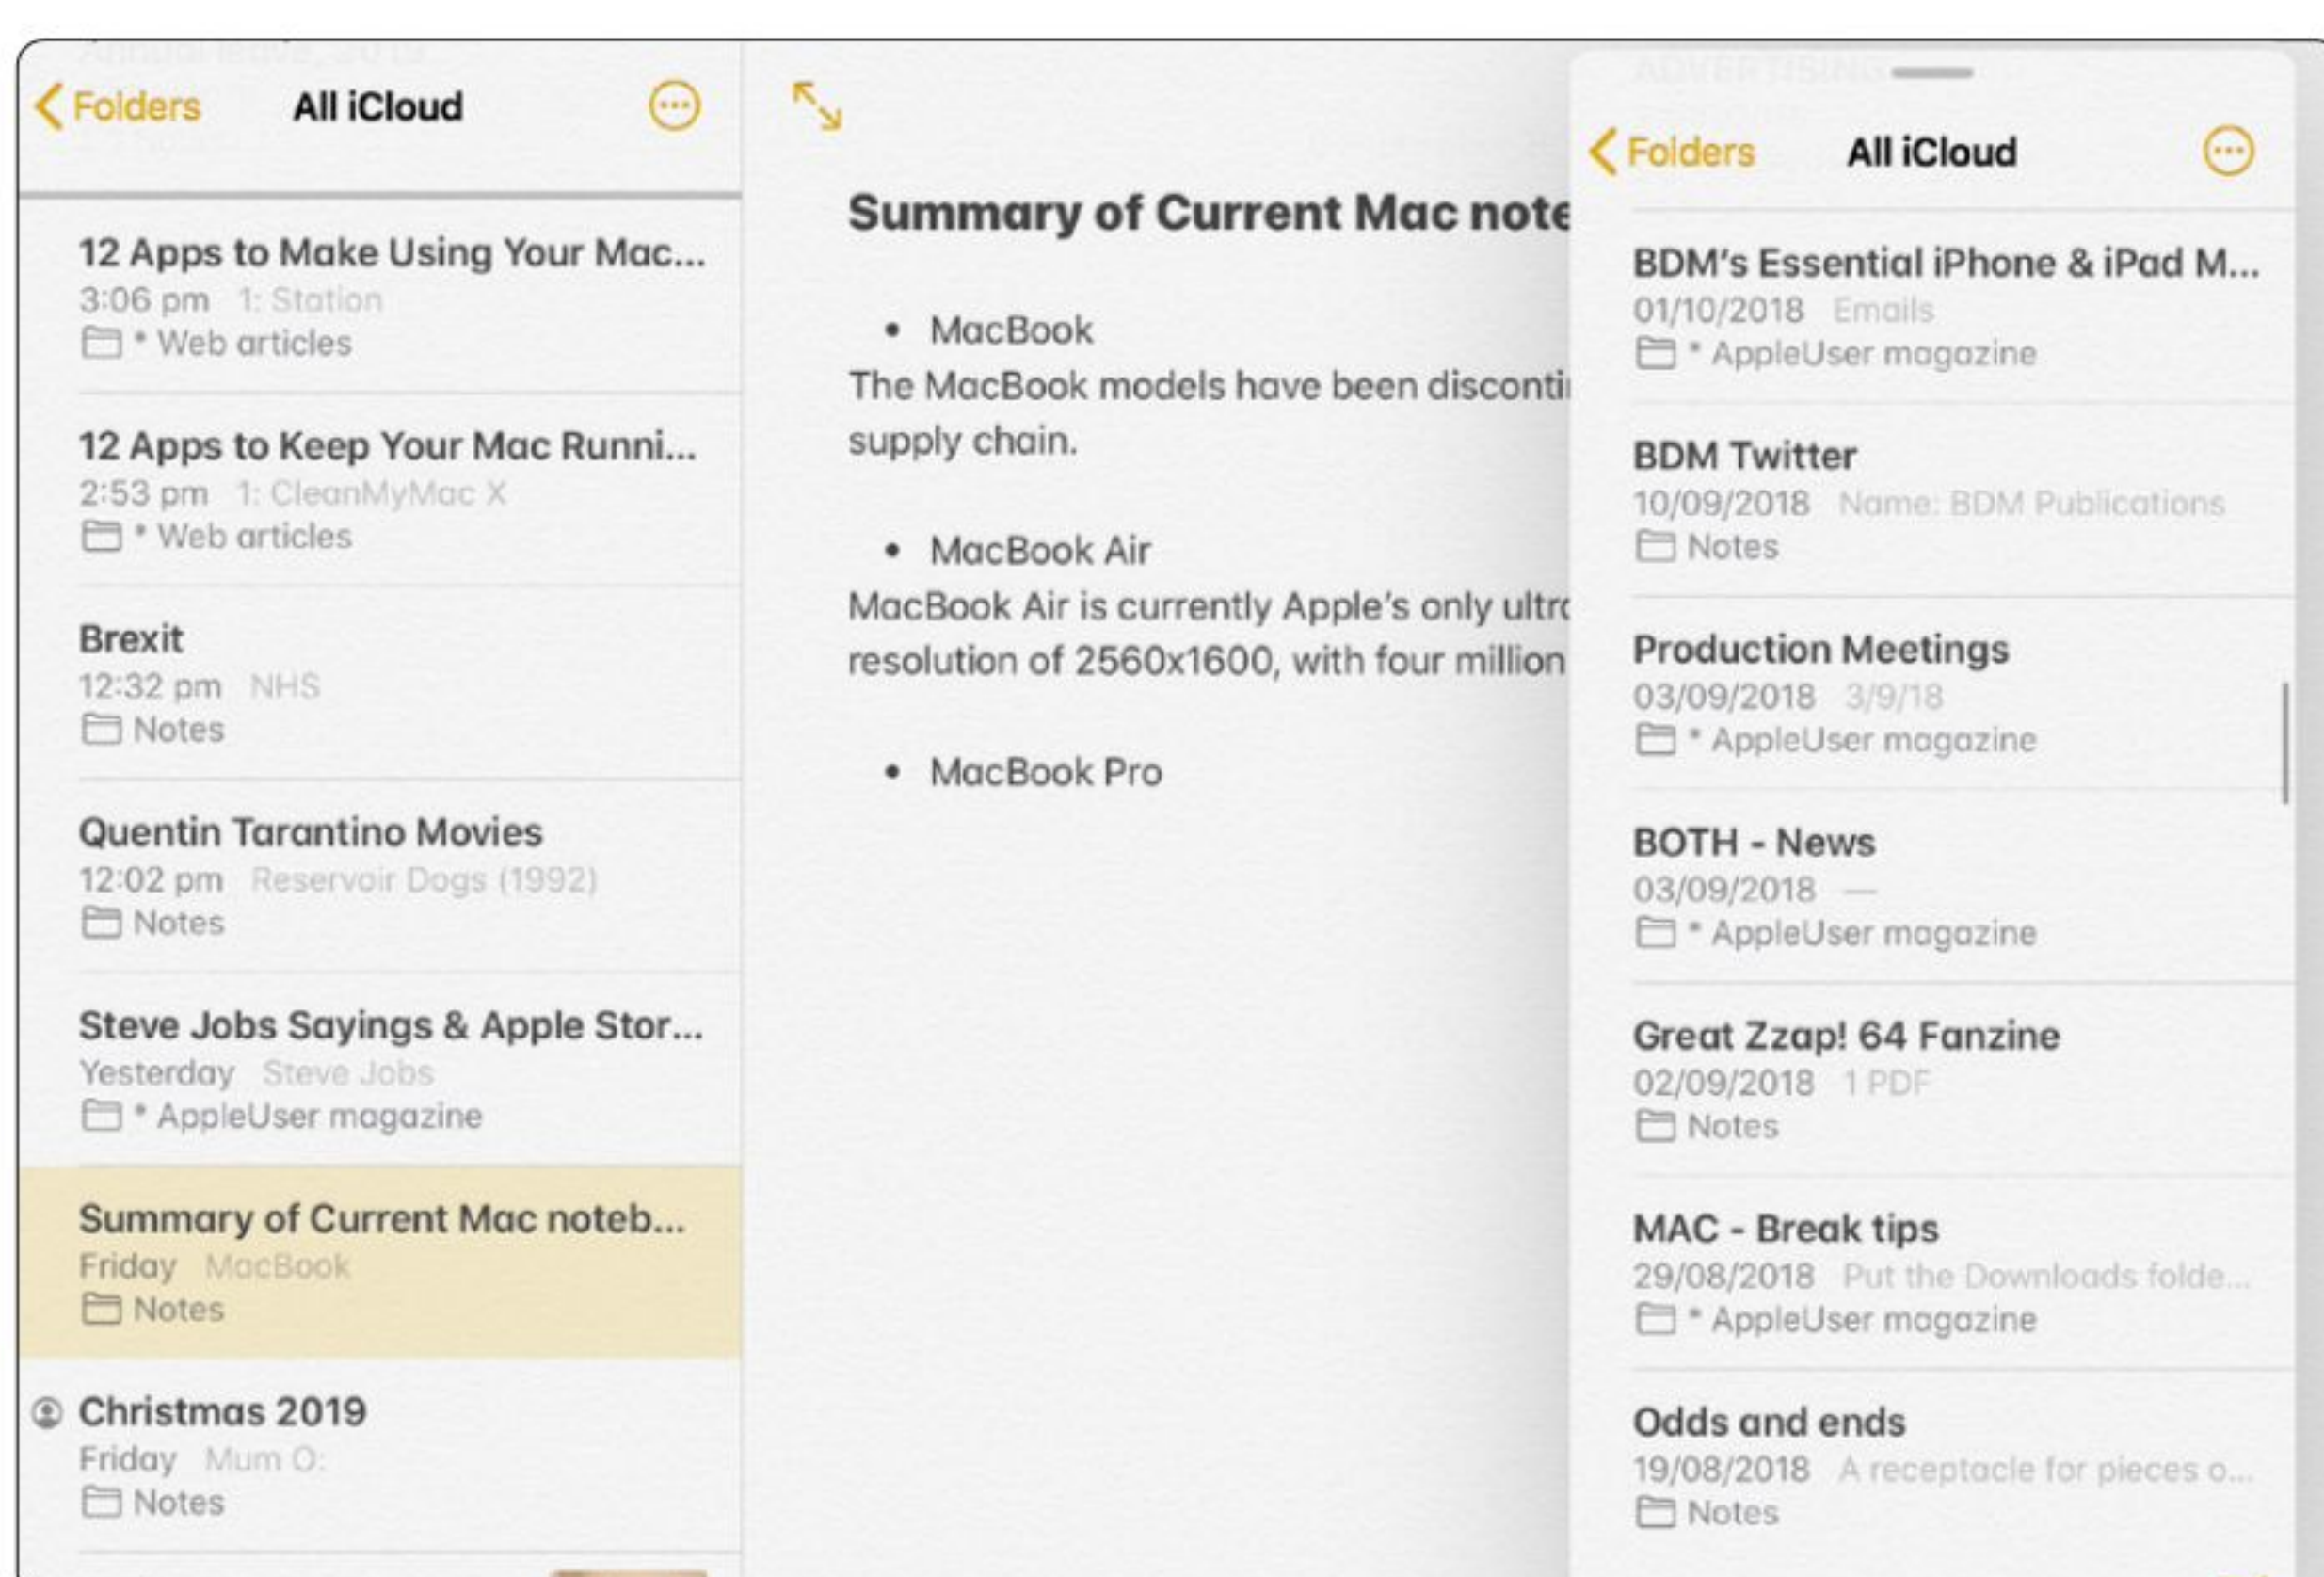 Annual leave, 2019
Folders
All iCloud
12 Apps to Make Using Your Mac...
3:06 pm 1: Station
* Web articles
12 Apps to Keep Your Mac Runni...
2:53 pm 1: CleanMyMac X
* Web articles
Brexit
12:32 pm NHS
Notes
Quentin Tarantino Movies
12:02 pm Reservoir Dogs (1992)
Notes
Steve Jobs Sayings & Apple Stor...
Yesterday Steve Jobs
* AppleUser magazine
Summary of Current Mac noteb...
Friday MacBook
Notes
Christmas 2019
Friday Mum O:
Notes
Summary of Current Mac note
• MacBook
The MacBook models have been disconti
supply chain.
• MacBook Air
MacBook Air is currently Apple's only ultra
resolution of 2560x1600, with four million
• MacBook Pro
ADVERTISING
Folders
All iCloud
BDM's Essential iPhone & iPad M...
01/10/2018 Emails
* AppleUser magazine
BDM Twitter
10/09/2018 Name: BDM Publications
Notes
Production Meetings
03/09/2018 3/9/18
* AppleUser magazine
BOTH - News
03/09/2018 —
* AppleUser magazine
Great Zzap! 64 Fanzine
02/09/2018 1 PDF
Notes
MAC - Break tips
29/08/2018 Put the Downloads folde...
* AppleUser magazine
Odds and ends
19/08/2018 A receptacle for pieces o...
Notes